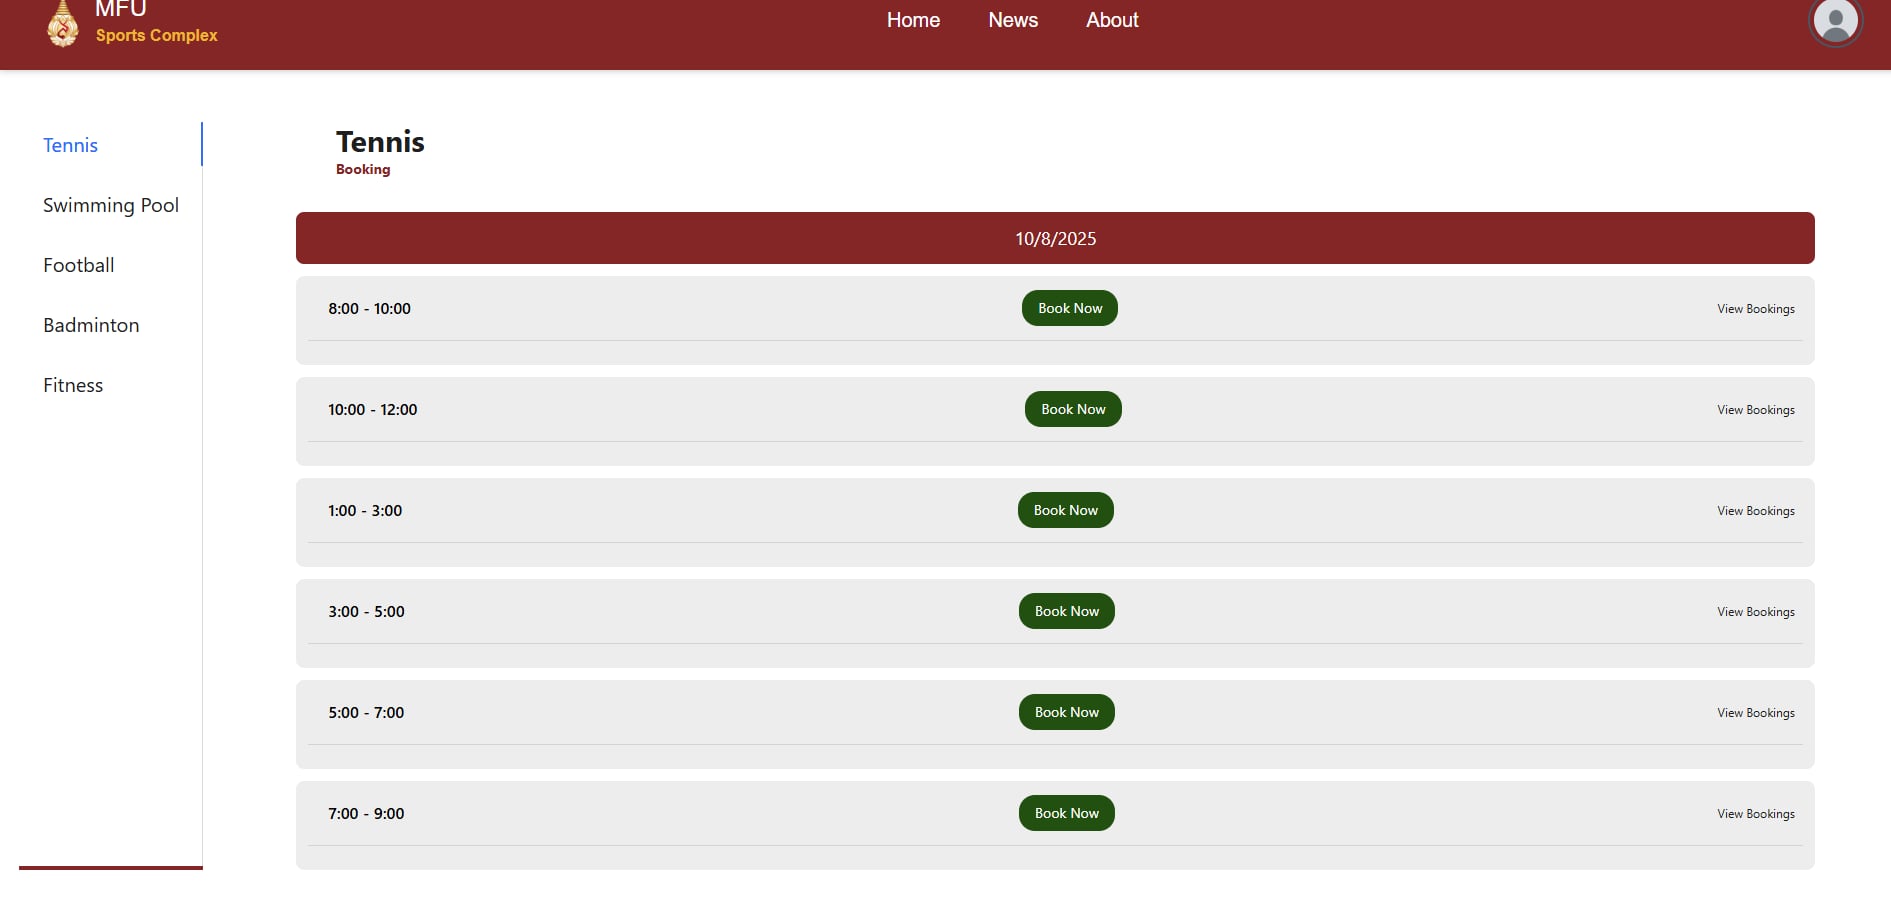 MFU
Sports Complex
Home News About
Tennis
Swimming Pool
Football
Badminton
Fitness
Tennis
Booking
10/8/2025
8:00 - 10:00 Book Now View Bookings
10:00 - 12:00 Book Now View Bookings
1:00 - 3:00 Book Now View Bookings
3:00 - 5:00 Book Now View Bookings
5:00 - 7:00 Book Now View Bookings
7:00 - 9:00 Book Now View Bookings